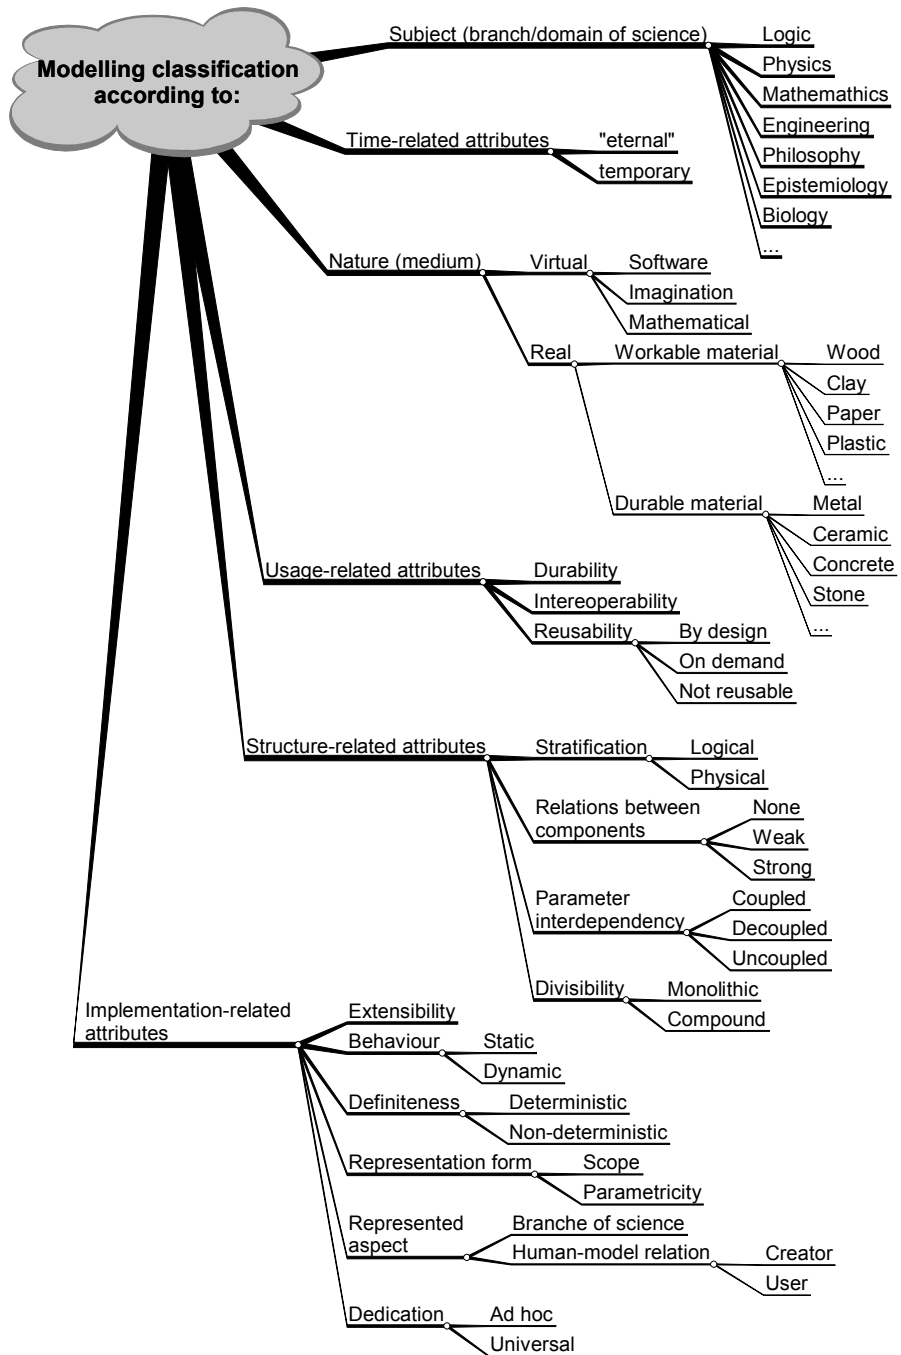 Modelling classification
according to:
Subject (branch/domain of science)
Logic
Physics
Mathemathics
Engineering
Philosophy
Epistemiology
Biology
...
Time-related attributes
"eternal"
temporary
Nature (medium)
Virtual
Software
Imagination
Mathematical
Real
Workable material
Wood
Clay
Paper
Plastic
...
Durable material
Metal
Ceramic
Concrete
Stone
...
Usage-related attributes
Durability
Intereoperability
Reusability
By design
On demand
Not reusable
Structure-related attributes
Stratification
Logical
Physical
Relations between
components
None
Weak
Strong
Parameter
interdependency
Coupled
Decoupled
Uncoupled
Divisibility
Monolithic
Compound
Implementation-related
attributes
Extensibility
Behaviour
Static
Dynamic
Definiteness
Deterministic
Non-deterministic
Representation form
Scope
Parametricity
Represented
aspect
Branche of science
Human-model relation
Creator
User
Dedication
Ad hoc
Universal